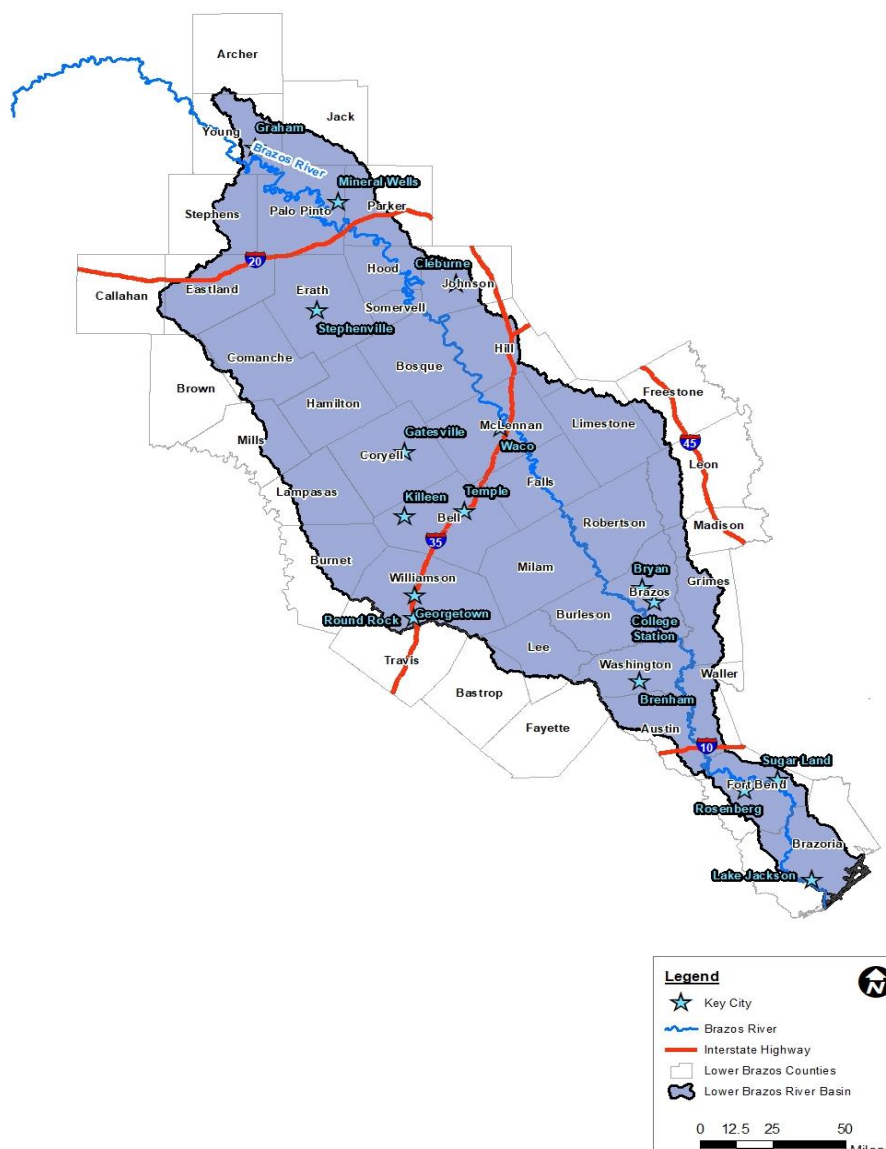 Archer
Jack
Young
Graham
Brazos River
Mineral Wells
Parker
Stephens
Palo Pinto
20
Hood
Cleburne
Johnson
Callahan
Eastland
Erath
Somervell
Stephenville
Hill
Comanche
Bosque
Brown
Freestone
Hamilton
Limestone
McLennan
Gatesville
Waco
45
Mills
Coryell
Leon
Falls
Lampasas
Killeen
Temple
Bell
Robertson
Madison
35
Burnet
Milam
Bryan
Grimes
Williamson
Brazos
Burleson
Round Rock
Georgetown
College
Station
Lee
Travis
Washington
Waller
Bastrop
Brenham
Fayette
Austin
10
Sugar Land
Fort Bend
Rosenberg
Brazoria
Lake Jackson
Legend
N
Key City
Brazos River
Interstate Highway
Lower Brazos Counties
Lower Brazos River Basin
0 12.5 25 50
Miles